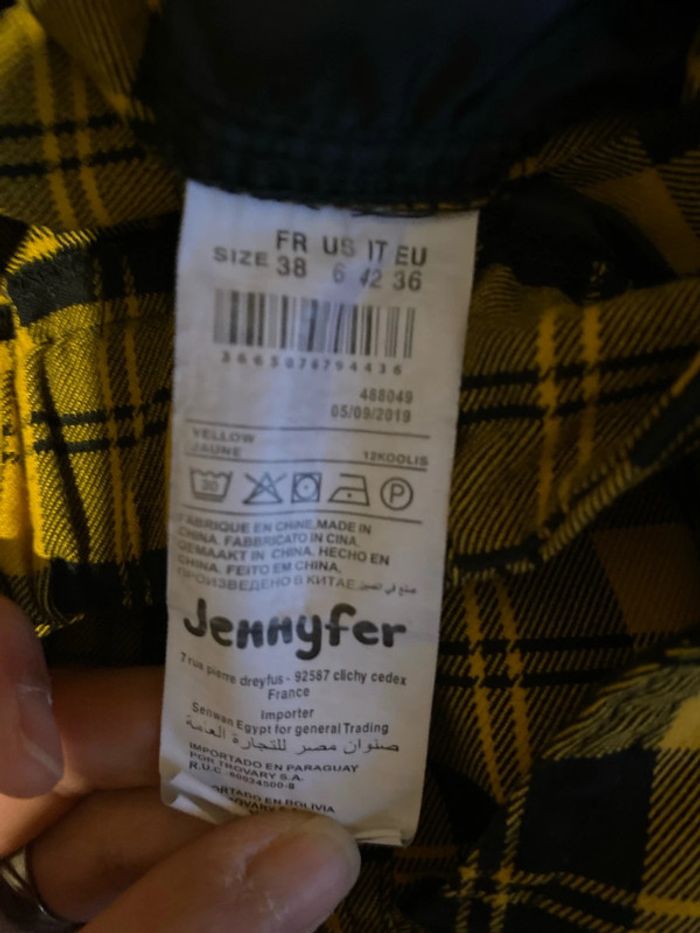 FR US IT EU
SIZE 38 6 42 36
3665076794436
488049
05/09/2019
YELLOW
JAUNE
12KOOLIS
30
P
FABRIQUE EN CHINE.MADE IN
CHINA. FABBRICATO IN CINA.
GEMAAKT IN CHINA. HECHO EN
CHINA. FEITO EM CHINA.
ПРОИЗВЕДЕНО В КИТАЕ صنع في الصين
Jennyfer
7 rue pierre dreyfus - 92587 clichy cedex
France
Importer
Senwan Egypt for general Trading
صنوان مصر للتجارة العامة
IMPORTADO EN PARAGUAY
POR TROVARY S.A.
R.U.C
EN BOLIVIA